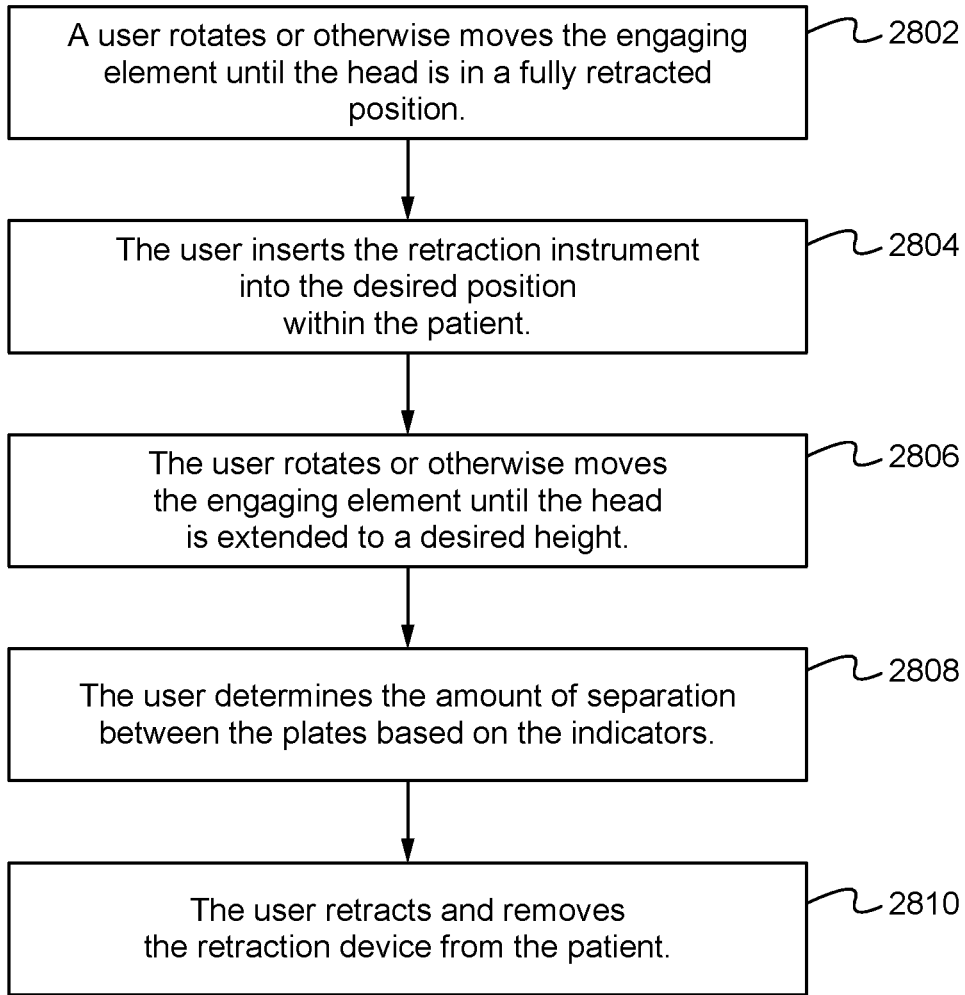 A user rotates or otherwise moves the engaging
element until the head is in a fully retracted
position.
2802
The user inserts the retraction instrument
into the desired position
within the patient.
2804
The user rotates or otherwise moves
the engaging element until the head
is extended to a desired height.
2806
The user determines the amount of separation
between the plates based on the indicators.
2808
The user retracts and removes
the retraction device from the patient.
2810